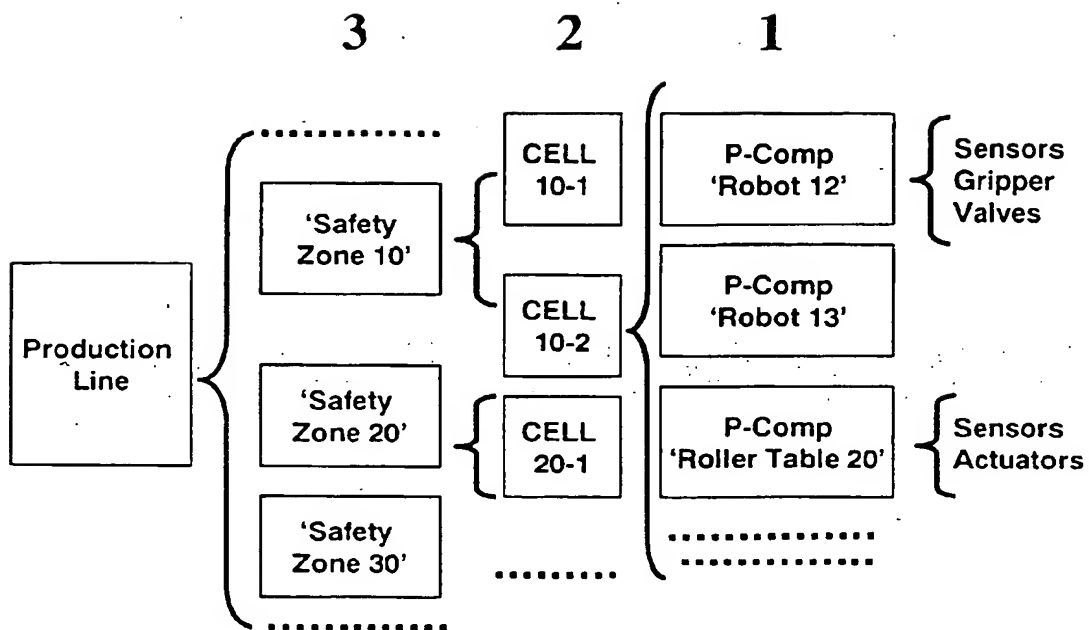 3 2 1
Production
Line
'Safety
Zone 10'
'Safety
Zone 20'
'Safety
Zone 30'
CELL
10-1
CELL
10-2
CELL
20-1
P-Comp
'Robot 12'
P-Comp
'Robot 13'
P-Comp
'Roller Table 20'
Sensors
Gripper
Valves
Sensors
Actuators